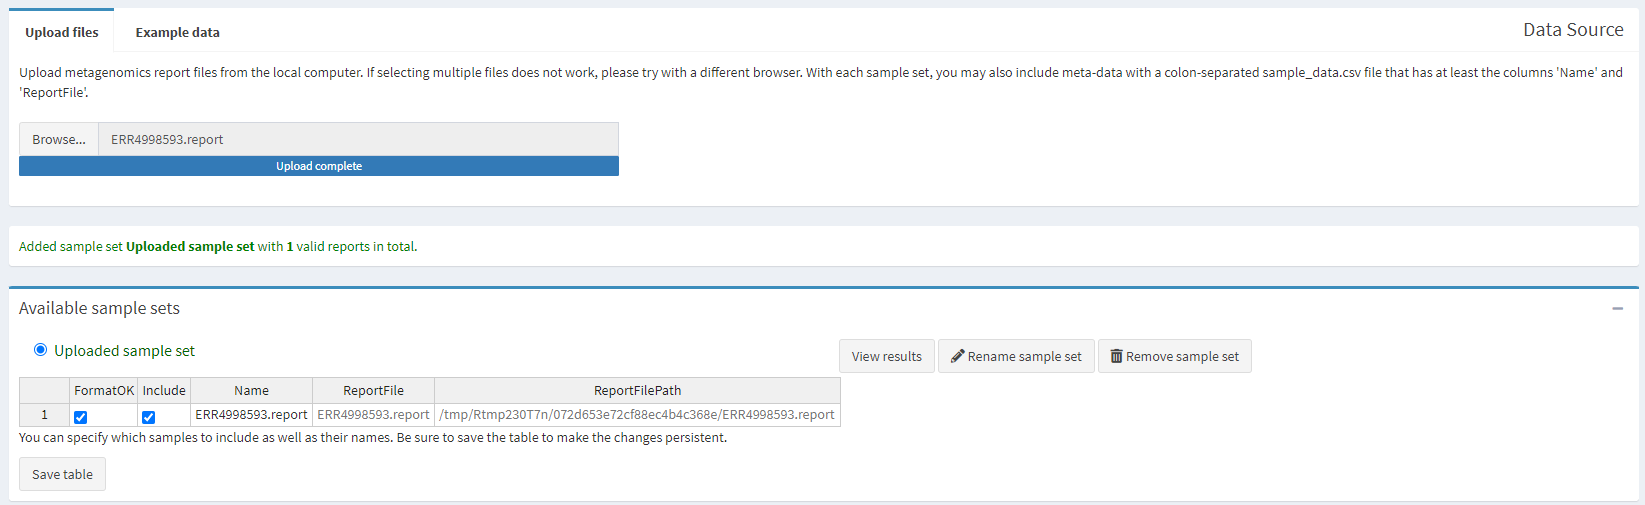 Upload files
Example data
Data Source
Upload metagenomics report files from the local computer. If selecting multiple files does not work, please try with a different browser. With each sample set, you may also include meta-data with a colon-separated sample_data.csv file that has at least the columns 'Name' and
'ReportFile'.
Browse... ERR4998593.report
Upload complete
Added sample set Uploaded sample set with 1 valid reports in total.
Available sample sets
Uploaded sample set
View results
Rename sample set
Remove sample set
FormatOK Include Name ReportFile ReportFilePath
1 ERR4998593.report ERR4998593.report /tmp/Rtmp230T7n/072d653e72cf88ec4b4c368e/ERR4998593.report
You can specify which samples to include as well as their names. Be sure to save the table to make the changes persistent.
Save table